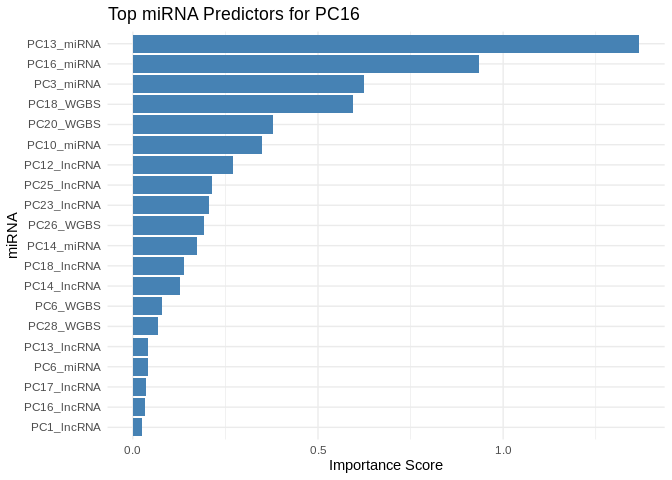 Top miRNA Predictors for PC16
miRNA
PC13_miRNA
PC16_miRNA
PC3_miRNA
PC18_WGBS
PC20_WGBS
PC10_miRNA
PC12_lncRNA
PC25_lncRNA
PC23_lncRNA
PC26_WGBS
PC14_miRNA
PC18_lncRNA
PC14_lncRNA
PC6_WGBS
PC28_WGBS
PC13_lncRNA
PC6_miRNA
PC17_lncRNA
PC16_lncRNA
PC1_lncRNA
0.0 0.5 1.0
Importance Score